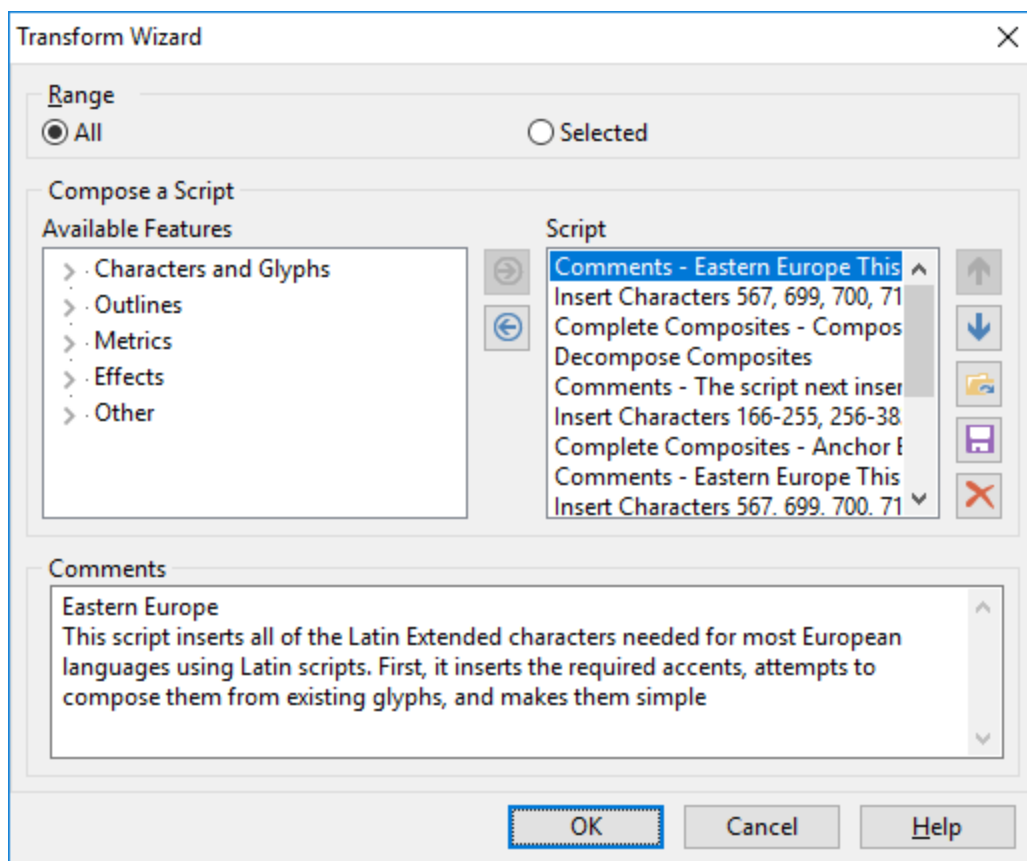 Transform Wizard
Range
All
Selected
Compose a Script
Available Features
Script
Characters and Glyphs
Outlines
Metrics
Effects
Other
Comments - Eastern Europe This
Insert Characters 567, 699, 700, 71
Complete Composites - Compos
Decompose Composites
Comments - The script next inser
Insert Characters 166-255, 256-38
Complete Composites - Anchor
Comments - Eastern Europe This
Insert Characters 567, 699, 700, 71
Comments
Eastern Europe
This script inserts all of the Latin Extended characters needed for most European
languages using Latin scripts. First, it inserts the required accents, attempts to
compose them from existing glyphs, and makes them simple
OK
Cancel
Help